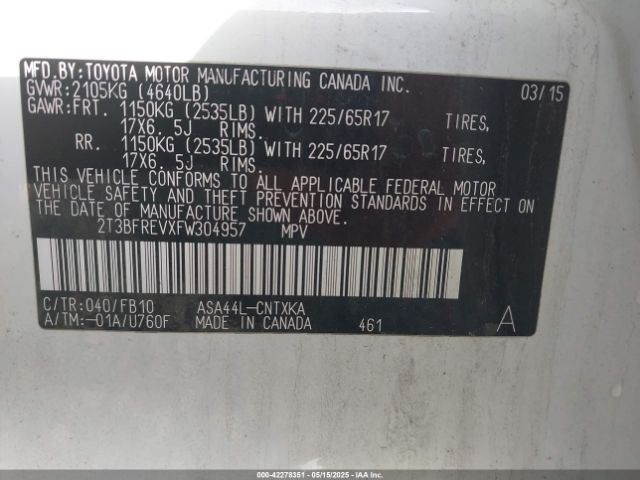 MFD.BY:TOYOTA MOTOR MANUFACTURING CANADA INC.
GVWR:2105KG (4640LB) 03/15
GAWR:FRT. 1150KG (2535LB) WITH 225/65R17 TIRES,
17X6. 5J RIMS.
RR. 1150KG (2535LB) WITH 225/65R17 TIRES,
17X6. 5J RIMS.
THIS VEHICLE CONFORMS TO ALL APPLICABLE FEDERAL MOTOR
VEHICLE SAFETY AND THEFT PREVENTION STANDARDS IN EFFECT ON
THE DATE OF MANUFACTURE SHOWN ABOVE.
2T3BFREVXFW304957 MPV
C/TR:040/FB10 ASA44L-CNTXKA
A/TM:-01A/U760F MADE IN CANADA 461 A
000-42278351 - 05/15/2025 - IAAI.COM